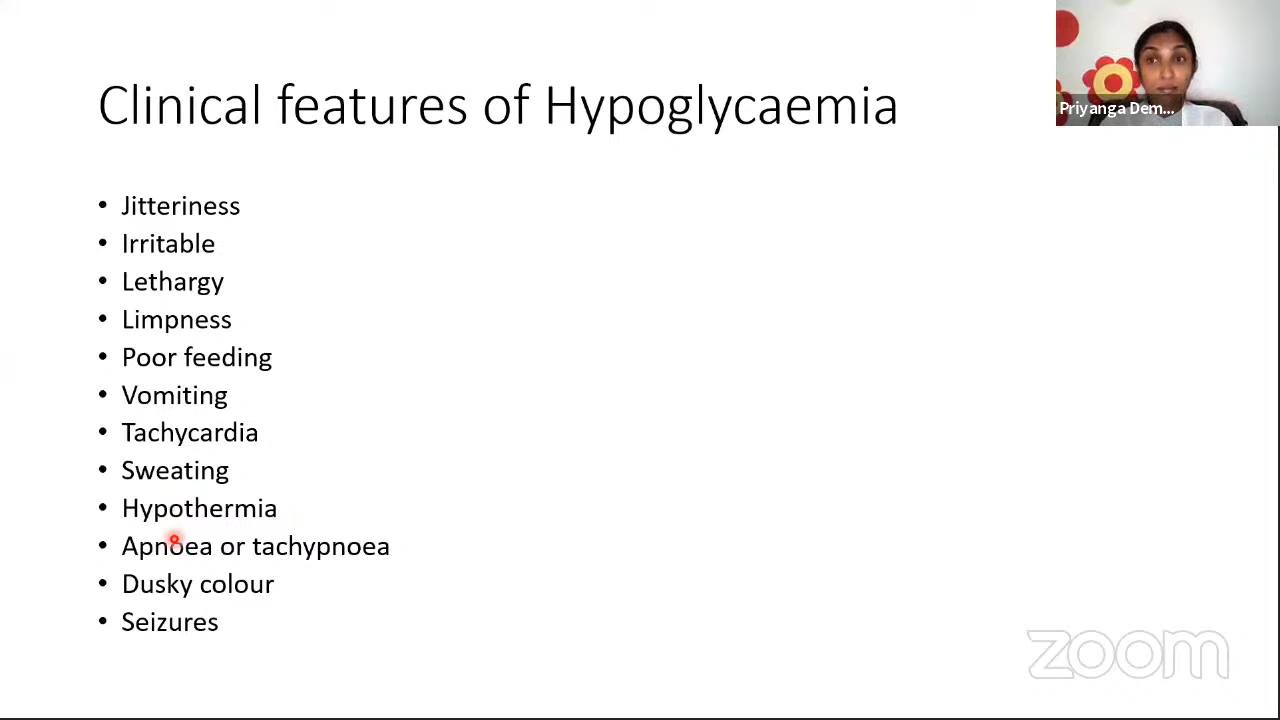 Clinical features of Hypoglycaemia
Priyanga Dem...
• Jitteriness
• Irritable
• Lethargy
• Limpness
• Poor feeding
• Vomiting
• Tachycardia
• Sweating
• Hypothermia
• Apnoea or tachypnoea
• Dusky colour
• Seizures
zoom